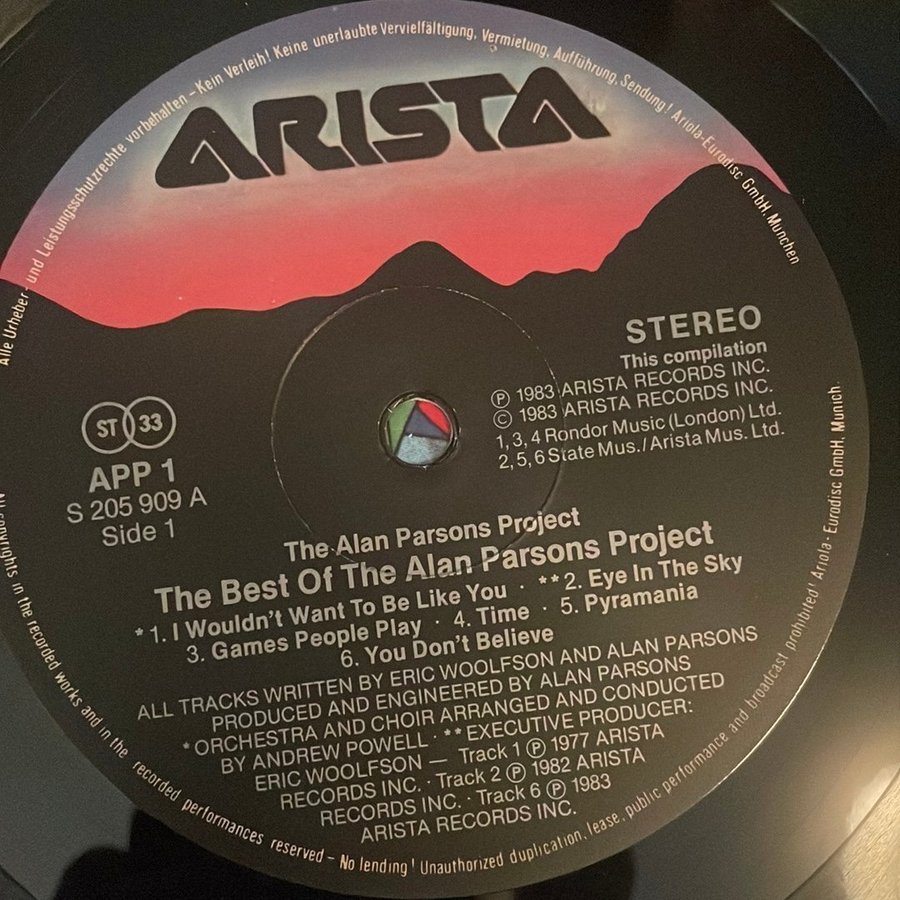 Alle Urheber- und Leistungsschutzrechte vorbehalten – Kein Verleih! Keine unerlaubte Vervielfältigung, Vermietung, Aufführung, Sendung! Ariola-Eurodisc GmbH, München
ARISTA
STEREO
This compilation
Ⓟ 1983 ARISTA RECORDS INC.
© 1983 ARISTA RECORDS INC.
1, 3, 4 Rondor Music (London) Ltd.
2, 5, 6 State Mus./Arista Mus. Ltd.
ST 33
APP 1
S 205 909 A
Side 1
The Alan Parsons Project
The Best Of The Alan Parsons Project
* 1. I Wouldn't Want To Be Like You · ** 2. Eye In The Sky
3. Games People Play · 4. Time · 5. Pyramania
6. You Don't Believe
ALL TRACKS WRITTEN BY ERIC WOOLFSON AND ALAN PARSONS
PRODUCED AND ENGINEERED BY ALAN PARSONS
*ORCHESTRA AND CHOIR ARRANGED AND CONDUCTED
BY ANDREW POWELL · **EXECUTIVE PRODUCER:
ERIC WOOLFSON — Track 1 Ⓟ 1977 ARISTA
RECORDS INC. · Track 2 Ⓟ 1982 ARISTA
RECORDS INC. · Track 6 Ⓟ 1983
ARISTA RECORDS INC.
All copyrights in the recorded works and in the recorded performances reserved – No lending! Unauthorized duplication, lease, public performance and broadcast prohibited! Ariola-Eurodisc GmbH, Munich